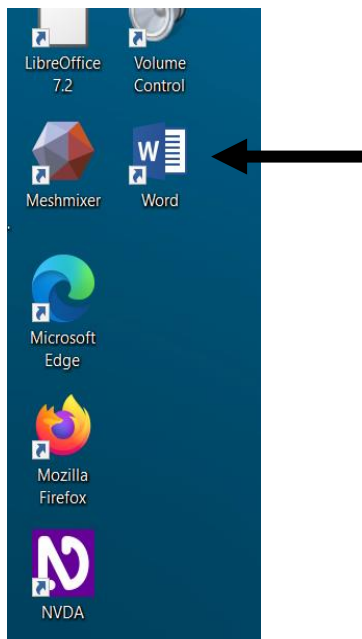 LibreOffice
7.2
Volume
Control
W
Meshmixer
Word
Microsoft
Edge
Mozilla
Firefox
NVDA